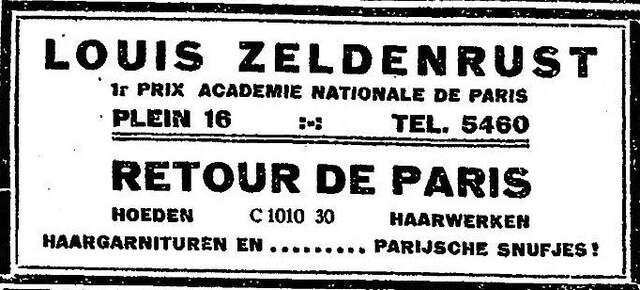 LOUIS ZELDENRUST
1r PRIX ACADEMIE NATIONALE DE PARIS
PLEIN 16 :-: TEL. 5460
RETOUR DE PARIS
HOEDEN C 1010 30 HAARWERKEN
HAARGARNITUREN EN ......... PARIJSCHE SNUFJES!